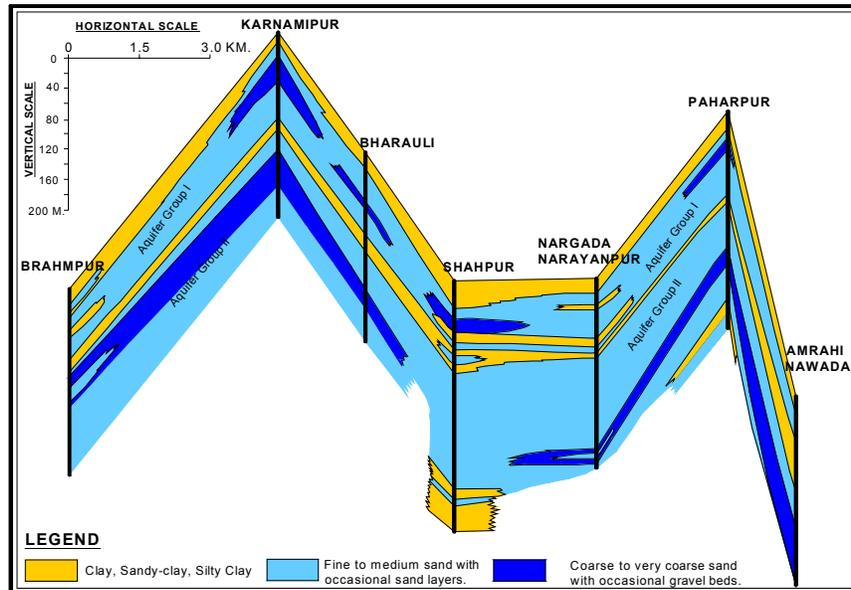 KARNAMIPUR
HORIZONTAL SCALE
0 1.5 3.0 KM.
VERTICAL SCALE
0
40
80
120
160
200 M.
PAHARPUR
BHARAULI
Aquifer Group I
Aquifer Group II
BRAHMPUR
SHAHPUR
NARGADA
NARAYANPUR
Aquifer Group I
Aquifer Group II
AMRAHI
NAWADA
LEGEND
Clay, Sandy-clay, Silty Clay
Fine to medium sand with
occasional sand layers.
Coarse to very coarse sand
with occasional gravel beds.